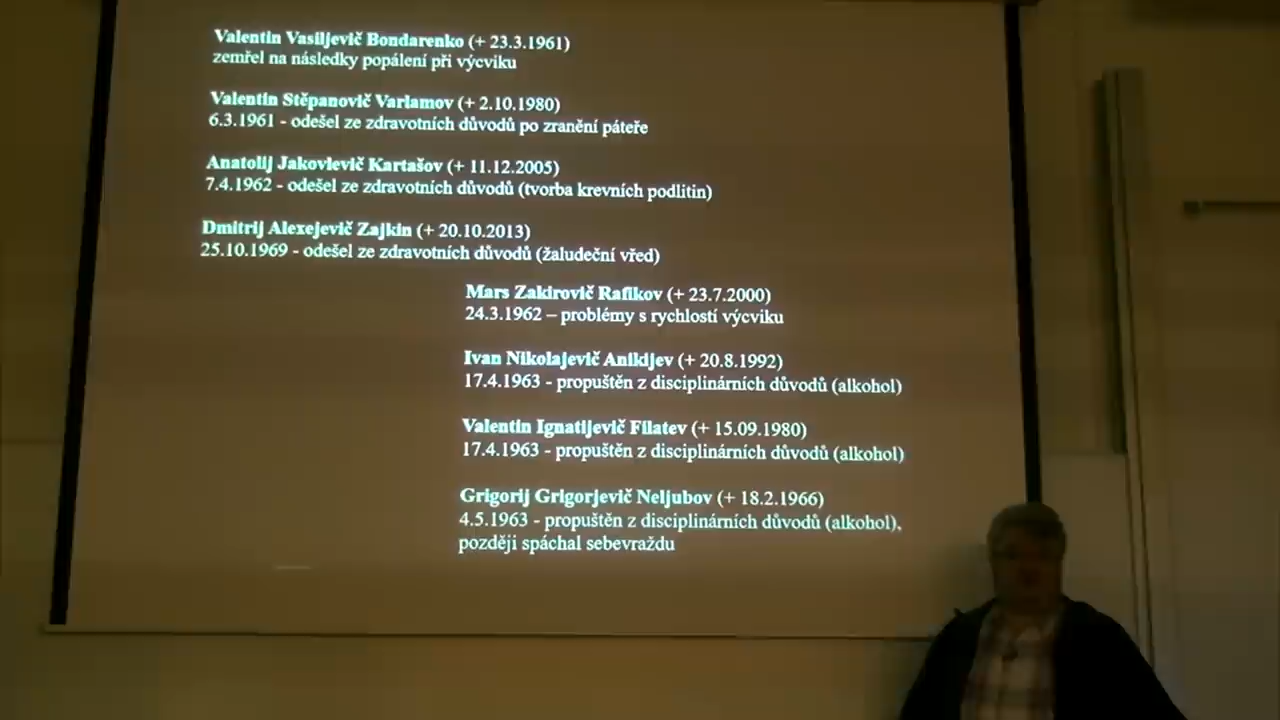 Valentin Vasiljevič Bondarenko (+ 23.3.1961)
zemřel na následky popálení při výcviku
Valentin Stěpanovič Varlamov (+ 2.10.1980)
6.3.1961 - odešel ze zdravotních důvodů po zranění páteře
Anatolij Jakovlevič Kartašov (+ 11.12.2005)
7.4.1962 - odešel ze zdravotních důvodů (tvorba krevních podlitin)
Dmitrij Alexejevič Zajkin (+ 20.10.2013)
25.10.1969 - odešel ze zdravotních důvodů (žaludeční vřed)
Mars Zakirovič Rafikov (+ 23.7.2000)
24.3.1962 – problémy s rychlostí výcviku
Ivan Nikolajevič Anikijev (+ 20.8.1992)
17.4.1963 - propuštěn z disciplinárních důvodů (alkohol)
Valentin Ignatijevič Filatev (+ 15.09.1980)
17.4.1963 - propuštěn z disciplinárních důvodů (alkohol)
Grigorij Grigorjevič Neljubov (+ 18.2.1966)
4.5.1963 - propuštěn z disciplinárních důvodů (alkohol),
později spáchal sebevraždu